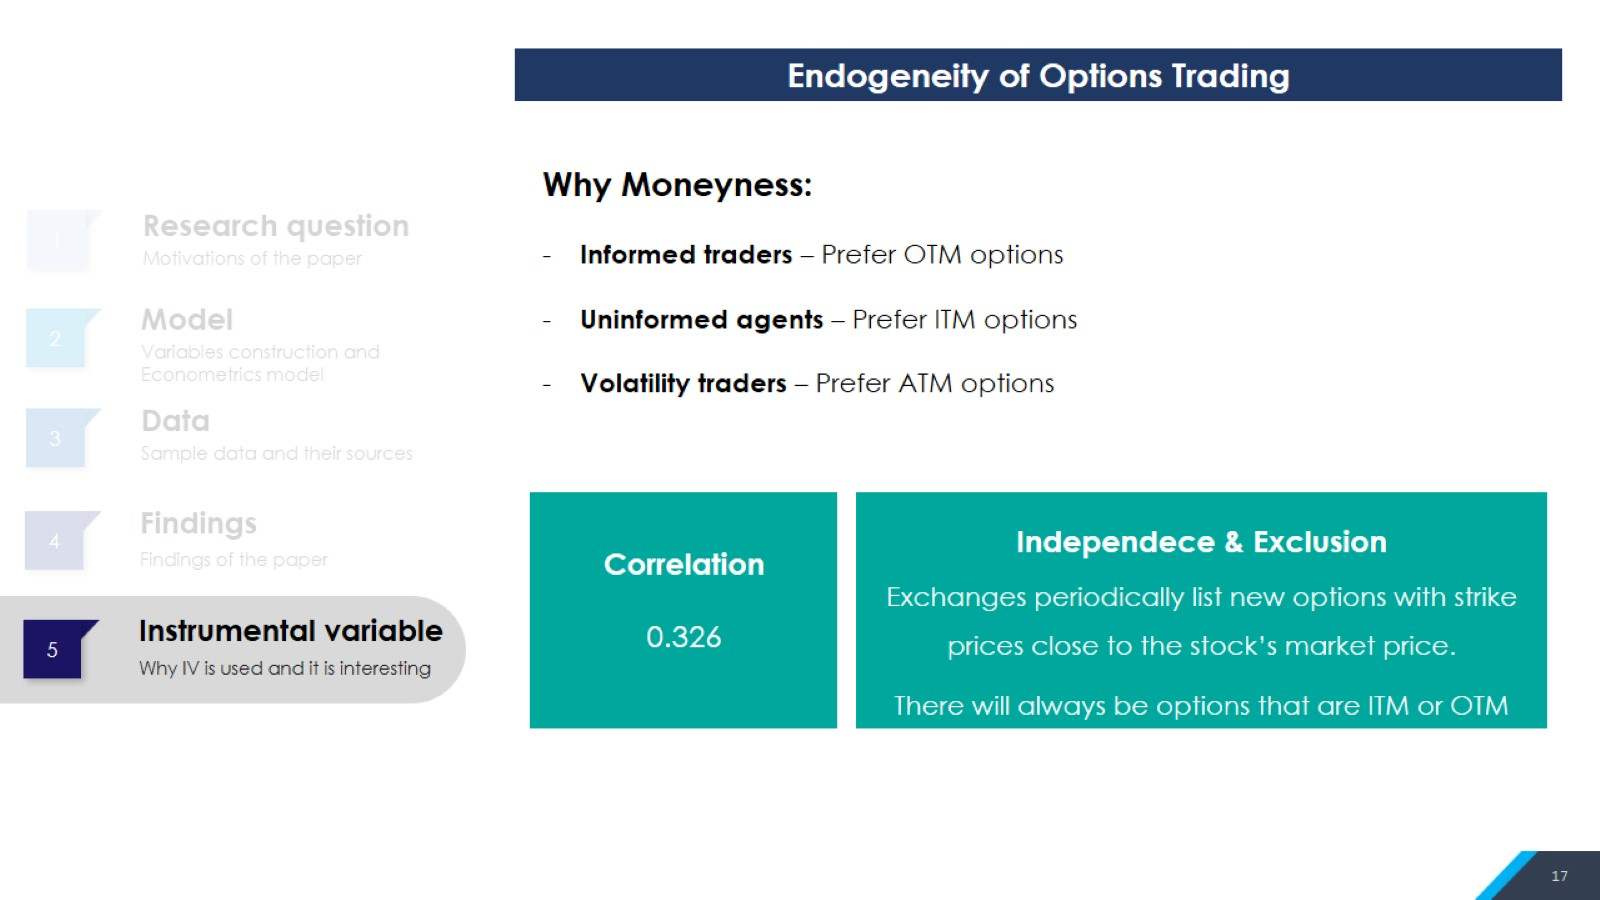 Endogeneity of Options Trading
1
Research question
Motivations of the paper
2
Model
Variables construction and
Econometrics model
3
Data
Sample data and their sources
4
Findings
Findings of the paper
5
Instrumental variable
Why IV is used and it is interesting
Why Moneyness:
- Informed traders – Prefer OTM options
- Uninformed agents – Prefer ITM options
- Volatility traders – Prefer ATM options
Correlation
0.326
Independece & Exclusion
Exchanges periodically list new options with strike
prices close to the stock’s market price.
There will always be options that are ITM or OTM
17